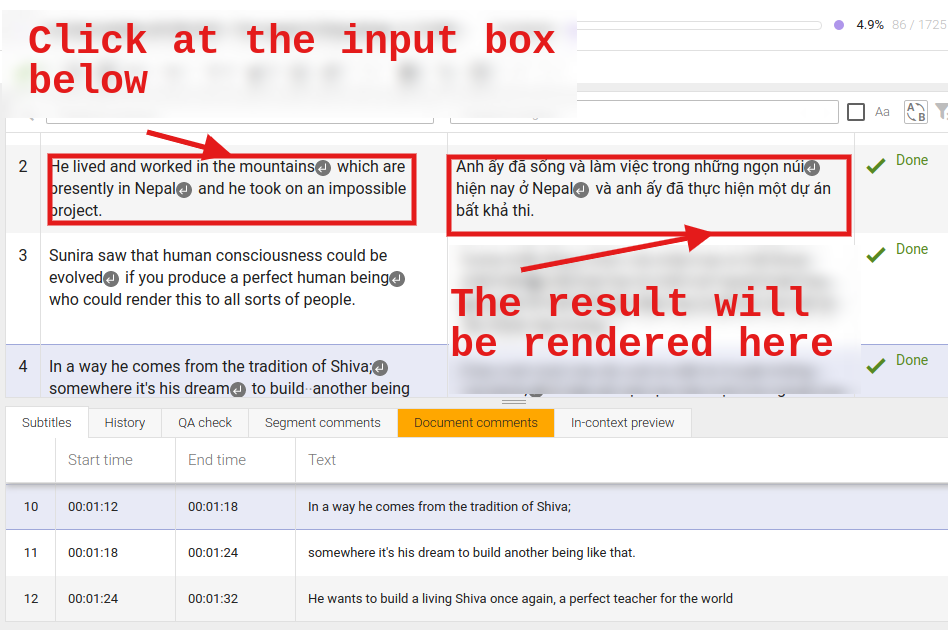 Click at the input box
below
4.9% 86 / 1725
Aa
A B
2
He lived and worked in the mountains↵ which are
presently in Nepal↵ and he took on an impossible
project.
Anh ấy đã sống và làm việc trong những ngọn núi↵
hiện nay ở Nepal↵ và anh ấy đã thực hiện một dự án
bất khả thi.
Done
3
Sunira saw that human consciousness could be
evolved↵ if you produce a perfect human being↵
who could render this to all sorts of people.
Done
The result will
be rendered here
4
In a way he comes from the tradition of Shiva;↵
somewhere it's his dream↵ to build··another being
Done
Subtitles History QA check Segment comments Document comments In-context preview
Start time End time Text
10 00:01:12 00:01:18 In a way he comes from the tradition of Shiva;
11 00:01:18 00:01:24 somewhere it's his dream to build another being like that.
12 00:01:24 00:01:32 He wants to build a living Shiva once again, a perfect teacher for the world